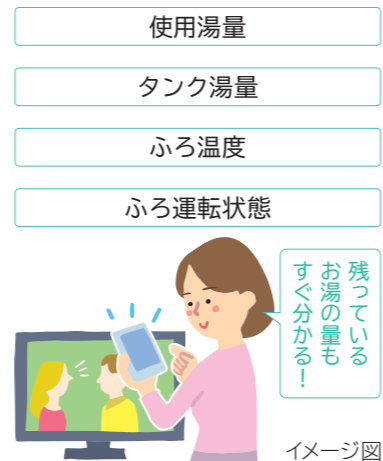 使用湯量
タンク湯量
ふろ温度
ふろ運転状態
残っている
お湯の量も
すぐ分かる！
イメージ図